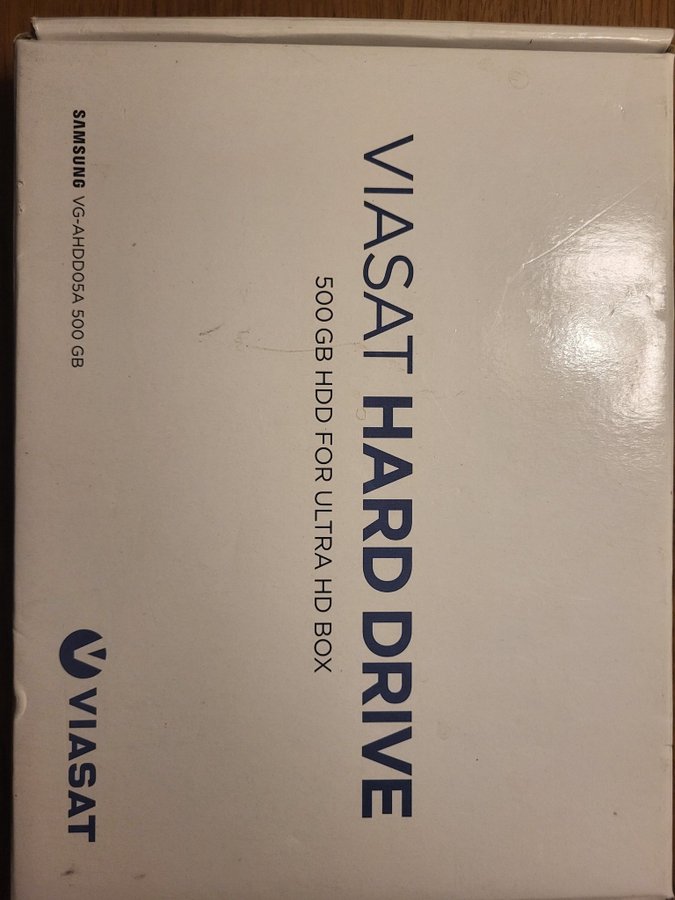 VIASAT HARD DRIVE
500 GB HDD FOR ULTRA HD BOX
SAMSUNG VG-AHDD05A 500 GB
VIASAT